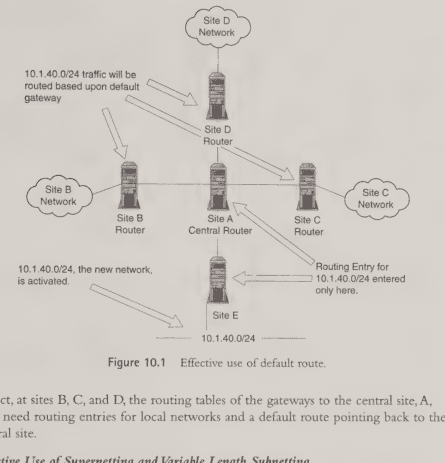 Site D
Network
10.1.40.0/24 traffic will be
routed based upon default
gateway
Site D
Router
Site B
Network
Site C
Network
Site B
Router
Site A
Central Router
Site C
Router
10.1.40.0/24, the new network,
is activated.
Routing Entry for
10.1.40.0/24 entered
only here.
Site E
10.1.40.0/24
Figure 10.1 Effective use of default route.
ct, at sites B, C, and D, the routing tables of the gateways to the central site, A,
need routing entries for local networks and a default route pointing back to the
ral site.
ctive Use of Supernetting and Variable Length Subnetting